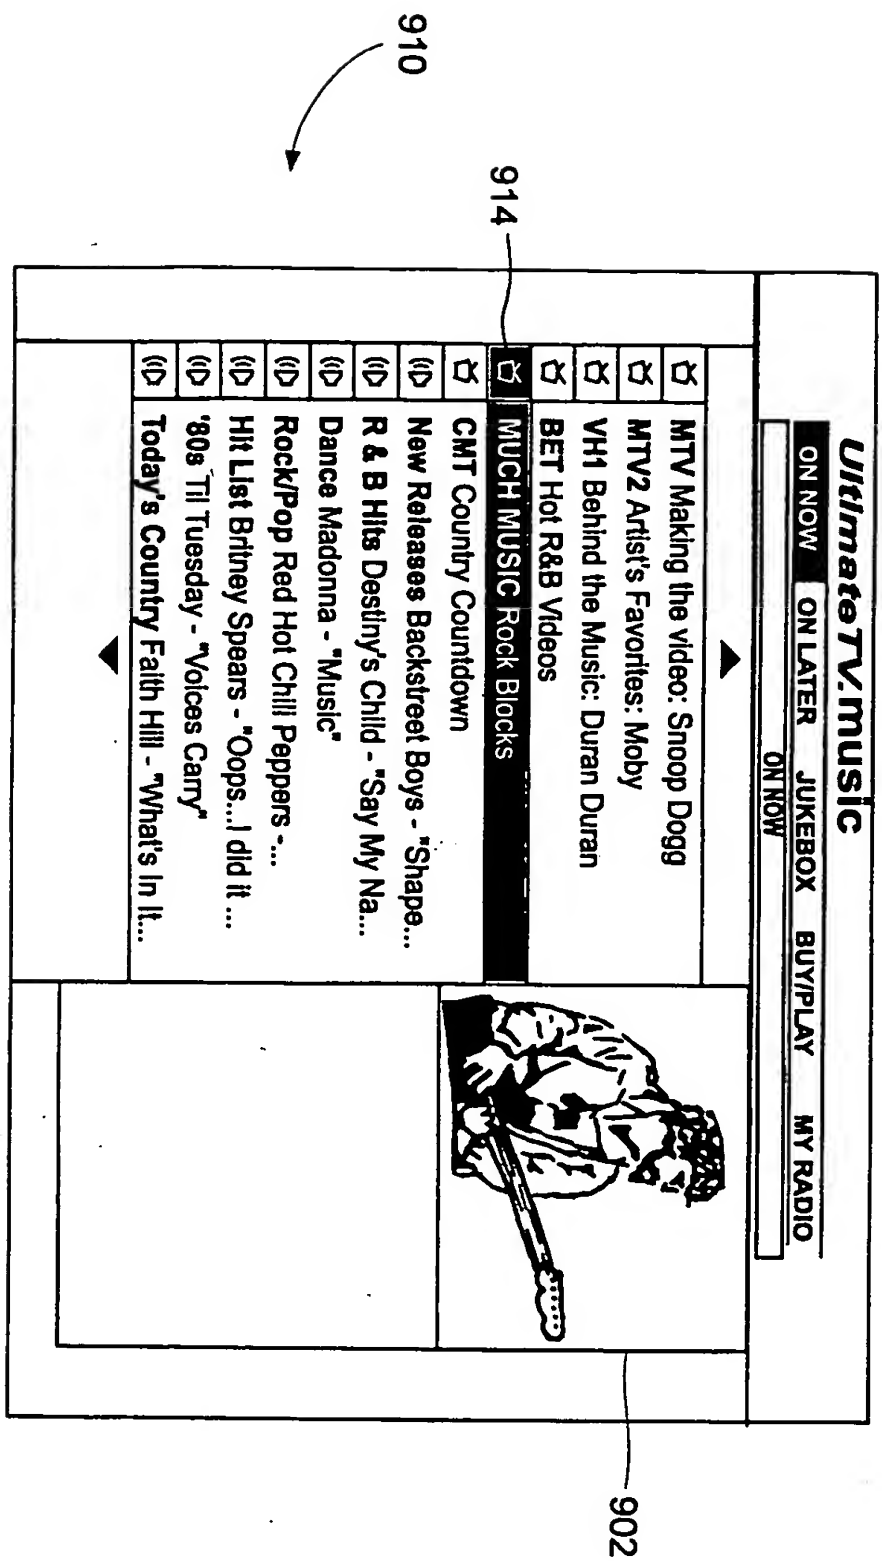 910
914
UltimateTV.music
ON NOW ON LATER JUKEBOX BUY/PLAY MY RADIO
ON NOW
MTV Making the video: Snoop Dogg
MTV2 Artist's Favorites: Moby
VH1 Behind the Music: Duran Duran
BET Hot R&B Videos
MUCH MUSIC Rock Blocks
CMT Country Countdown
New Releases Backstreet Boys - "Shape...
R & B Hits Destiny's Child - "Say My Na...
Dance Madonna - "Music"
Rock/Pop Red Hot Chili Peppers -...
Hit List Britney Spears - "Oops...I did it ...
'80s 'Til Tuesday - "Voices Carry"
Today's Country Faith Hill - "What's In It...
902